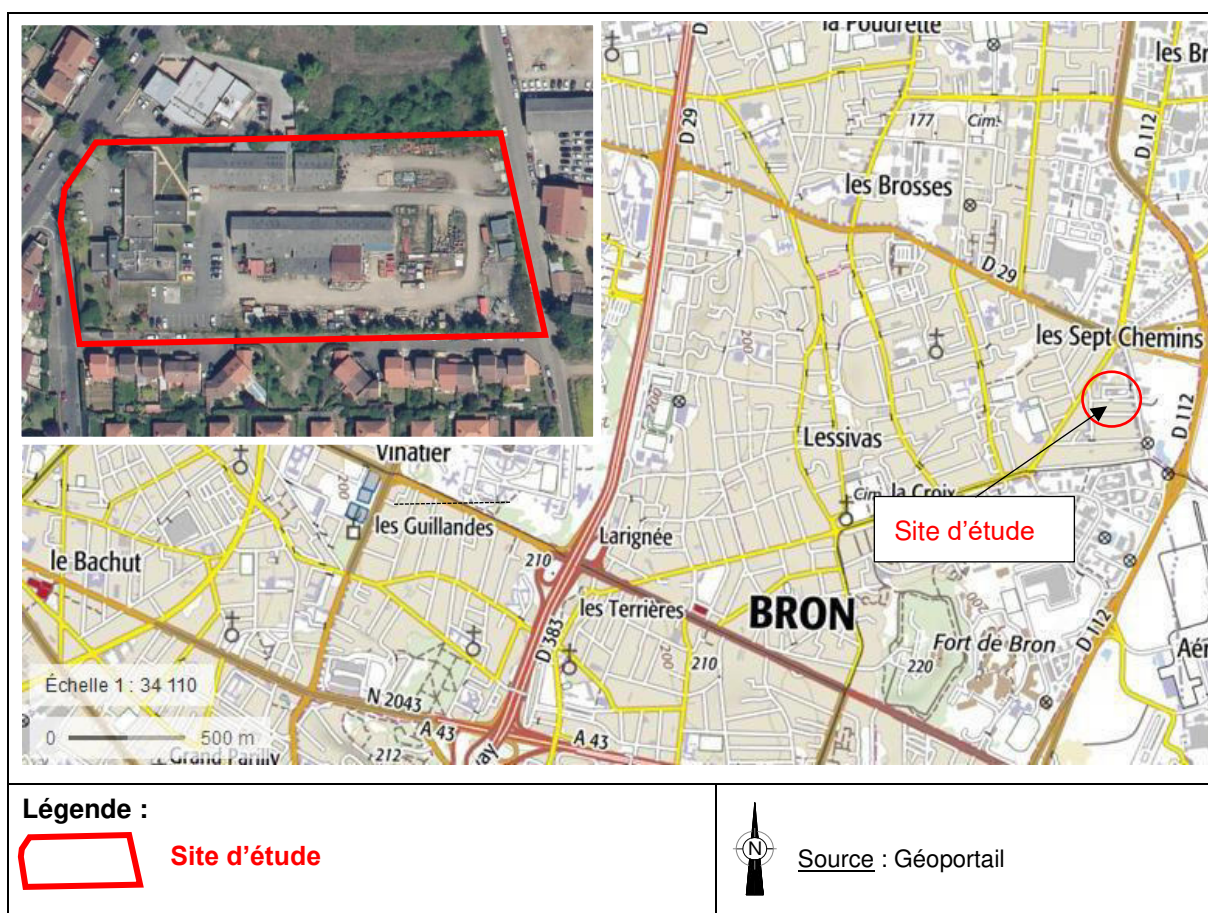 la Poudrette
les Br
D 29
D
177
Cim.
D 112
les Brosses
D 29
200
les Sept Chemins
200
D 112
Lessivas
Cim.
la Croix
Site d'étude
Vinatier
200
les Guillandes
Larignée
le Bachut
210
les Terrières
BRON
200
Fort de Bron
D 383
200
210
220
D 112
Aér
Échelle 1 : 34 110
N 2043
0
500 m
A 43
A 43
Grand Parilly
212
way
Légende :
Site d'étude
N
Source : Géoportail